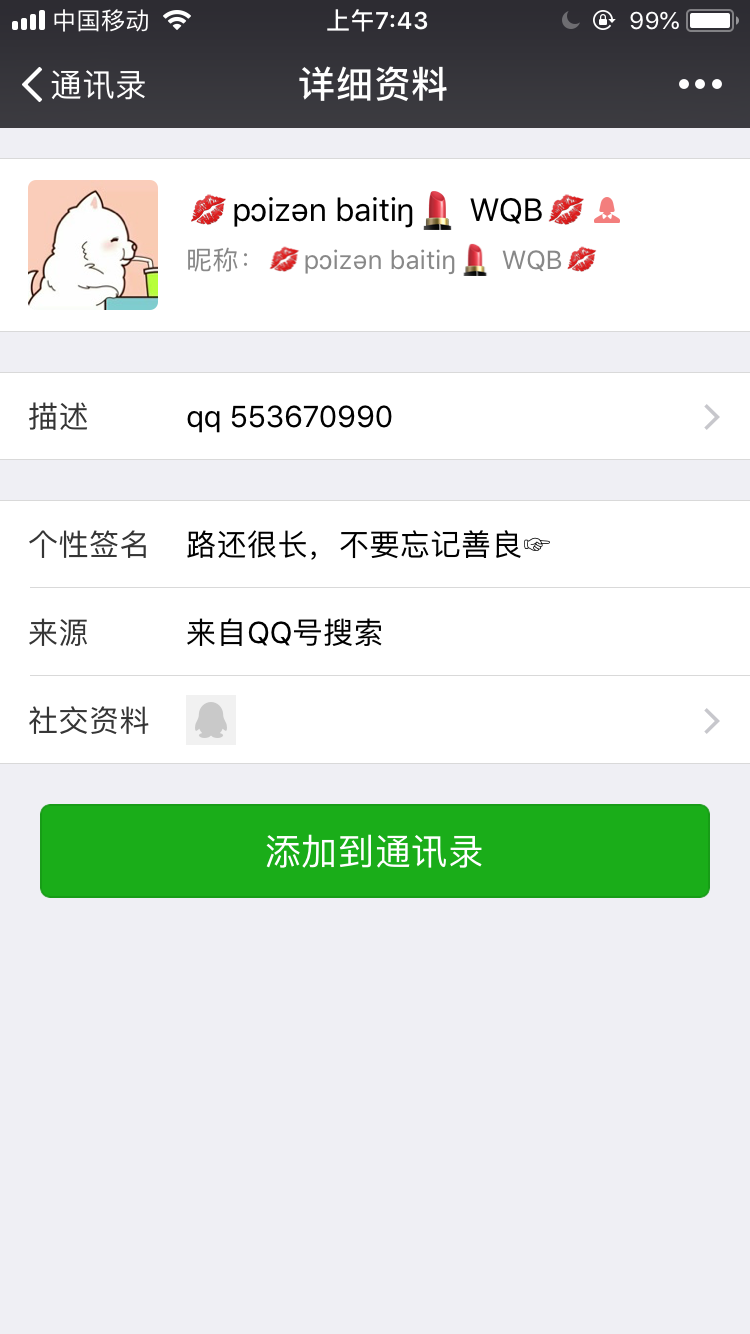 中国移动 上午7:43 99%
通讯录 详细资料
💋pɔizən baitiŋ💄 WQB💋
昵称：💋pɔizən baitiŋ💄 WQB💋
描述 qq 553670990
个性签名 路还很长，不要忘记善良☞
来源 来自QQ号搜索
社交资料
添加到通讯录